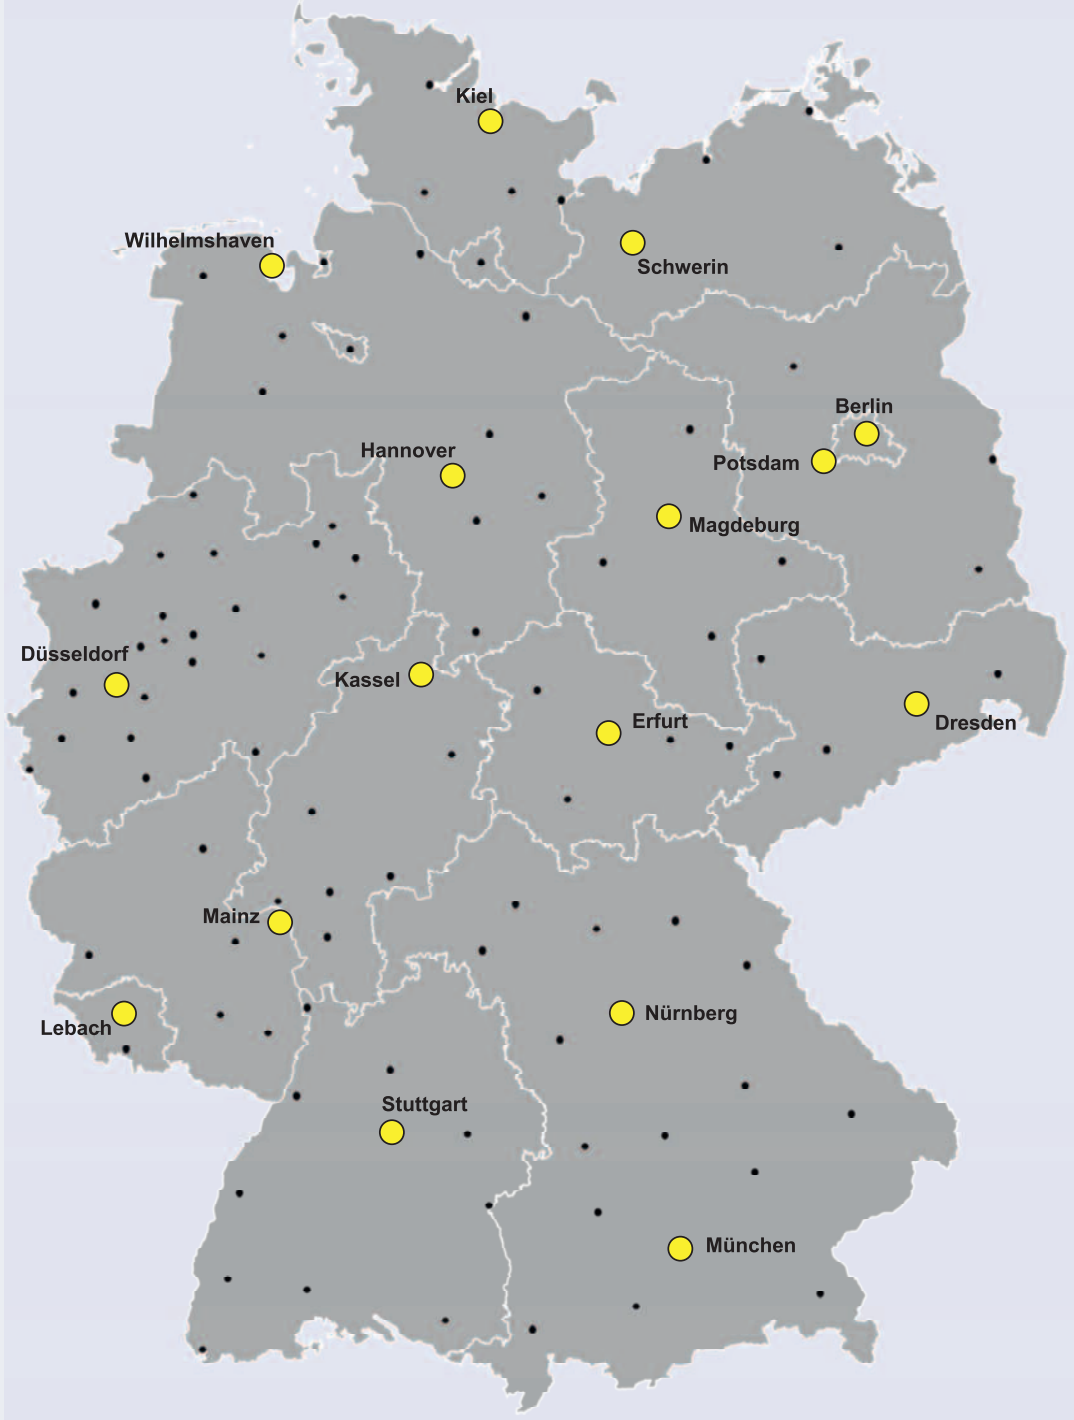 Kiel
Wilhelmshaven
Schwerin
Berlin
Hannover
Potsdam
Magdeburg
Düsseldorf
Kassel
Erfurt
Dresden
Mainz
Lebach
Nürnberg
Stuttgart
München